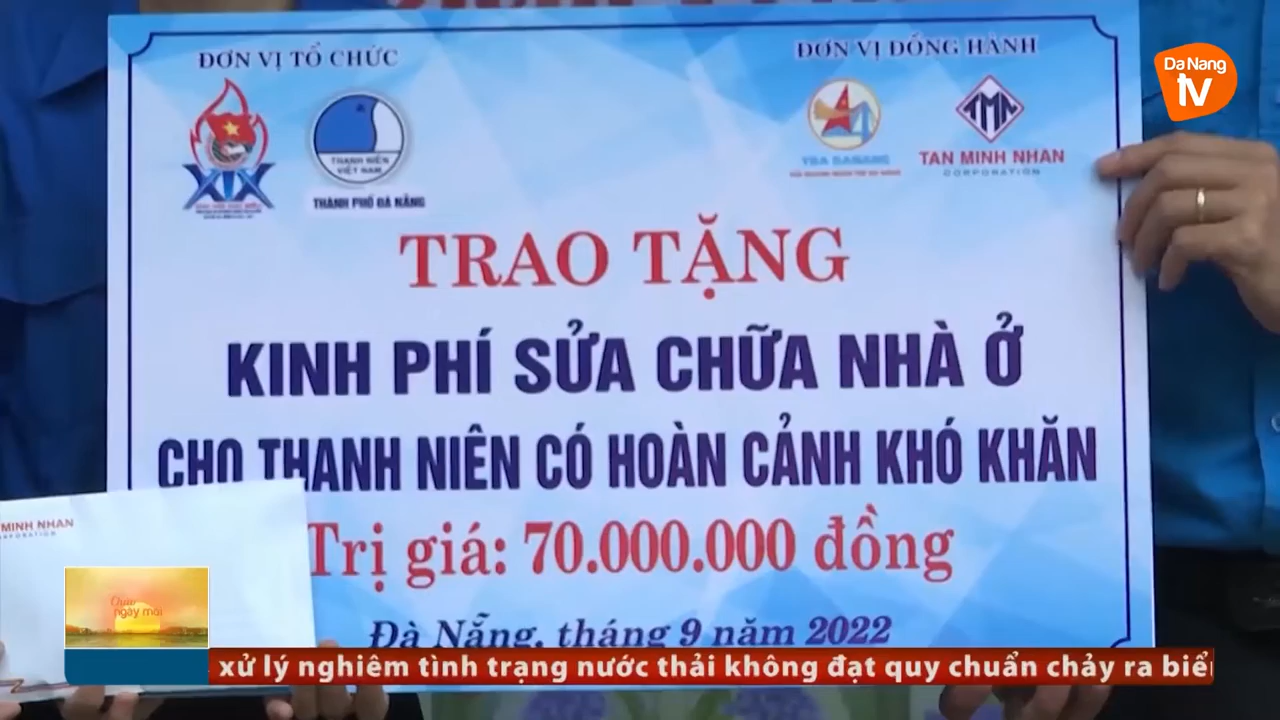 ĐƠN VỊ TỔ CHỨC
ĐƠN VỊ ĐỒNG HÀNH
Da Nang
tv
XIX
THANH NIÊN
VIỆT NAM
THÀNH PHỐ ĐÀ NẴNG
TMN
TAN MINH NHAN
CORPORATION
TRAO TẶNG
KINH PHÍ SỬA CHỮA NHÀ Ở
CHO THANH NIÊN CÓ HOÀN CẢNH KHÓ KHĂN
Trị giá: 70.000.000 đồng
Đà Nẵng, tháng 9 năm 2022
MINH NHAN
CORPORATION
Chào
ngày mới
xử lý nghiêm tình trạng nước thải không đạt quy chuẩn chảy ra biể